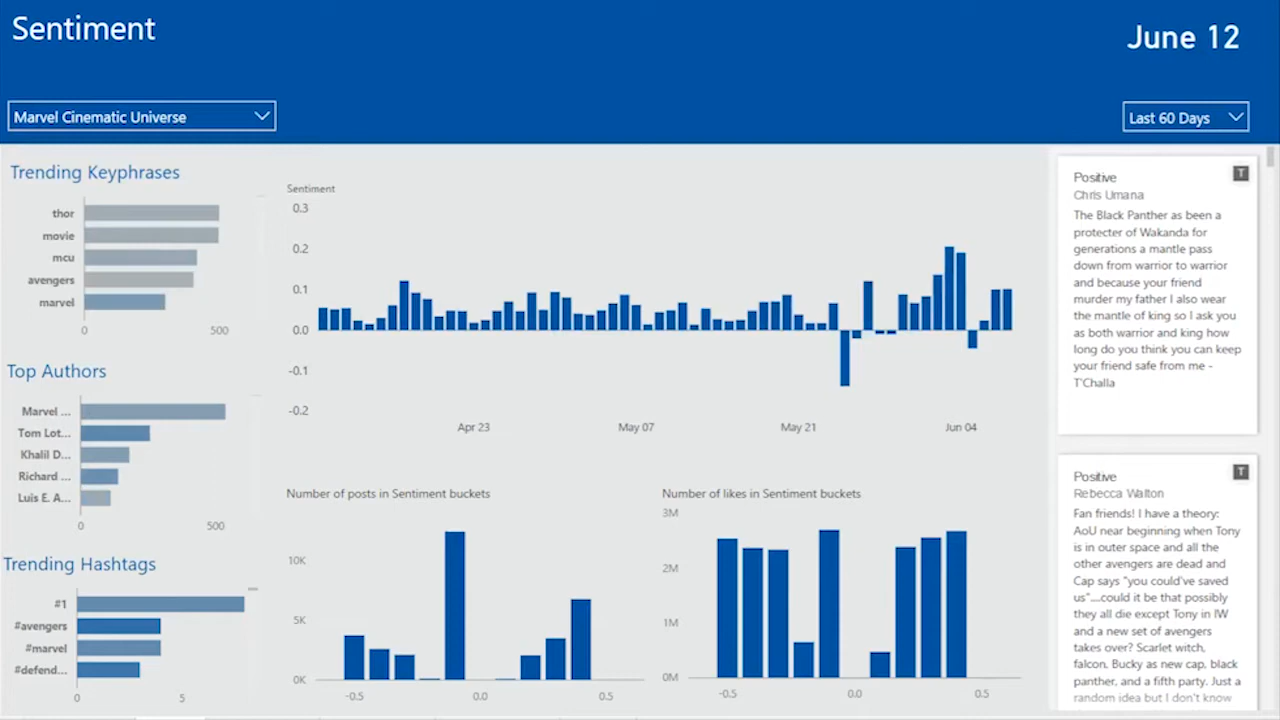 Sentiment
June 12
Marvel Cinematic Universe
Last 60 Days
Trending Keyphrases
thor
movie
mcu
avengers
marvel
0
500
Top Authors
Marvel ...
Tom Lot...
Khalil D...
Richard ...
Luis E. A...
0
500
Trending Hashtags
#1
#avengers
#marvel
#defend...
0
5
Sentiment
0.3
0.2
0.1
0.0
-0.1
-0.2
Apr 23
May 07
May 21
Jun 04
Number of posts in Sentiment buckets
10K
5K
0K
-0.5
0.0
0.5
Number of likes in Sentiment buckets
3M
2M
1M
0M
-0.5
0.0
0.5
T
Positive
Chris Umana
The Black Panther as been a
protecter of Wakanda for
generations a mantle pass
down from warrior to warrior
and because your friend
murder my father I also wear
the mantle of king so I ask you
as both warrior and king how
long do you think you can keep
your friend safe from me -
T'Challa
T
Positive
Rebecca Walton
Fan friends! I have a theory:
AoU near beginning when Tony
is in outer space and all the
other avengers are dead and
Cap says "you could've saved
us"....could it be that possibly
they all die except Tony in IW
and a new set of avengers
takes over? Scarlet witch,
falcon, Bucky as new cap, black
panther, and a fifth party. Just a
random idea but I don't know